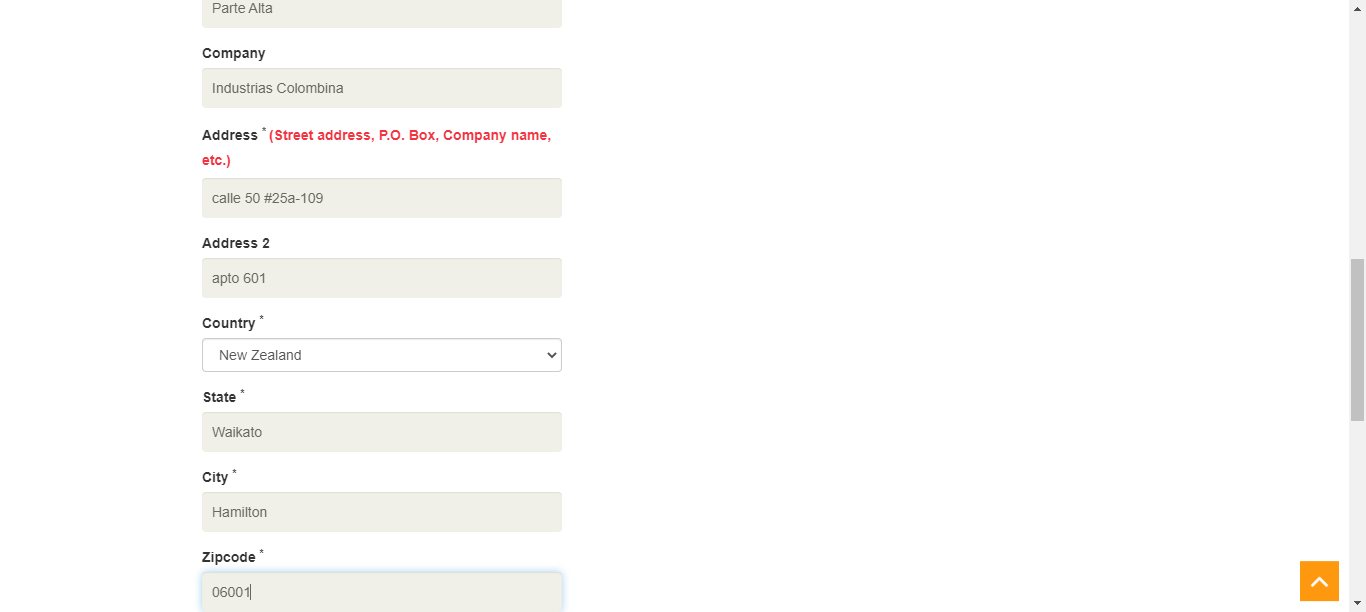 Parte Alta
Company
Industrias Colombina
Address * (Street address, P.O. Box, Company name,
etc.)
calle 50 #25a-109
Address 2
apto 601
Country *
New Zealand
State *
Waikato
City *
Hamilton
Zipcode *
06001